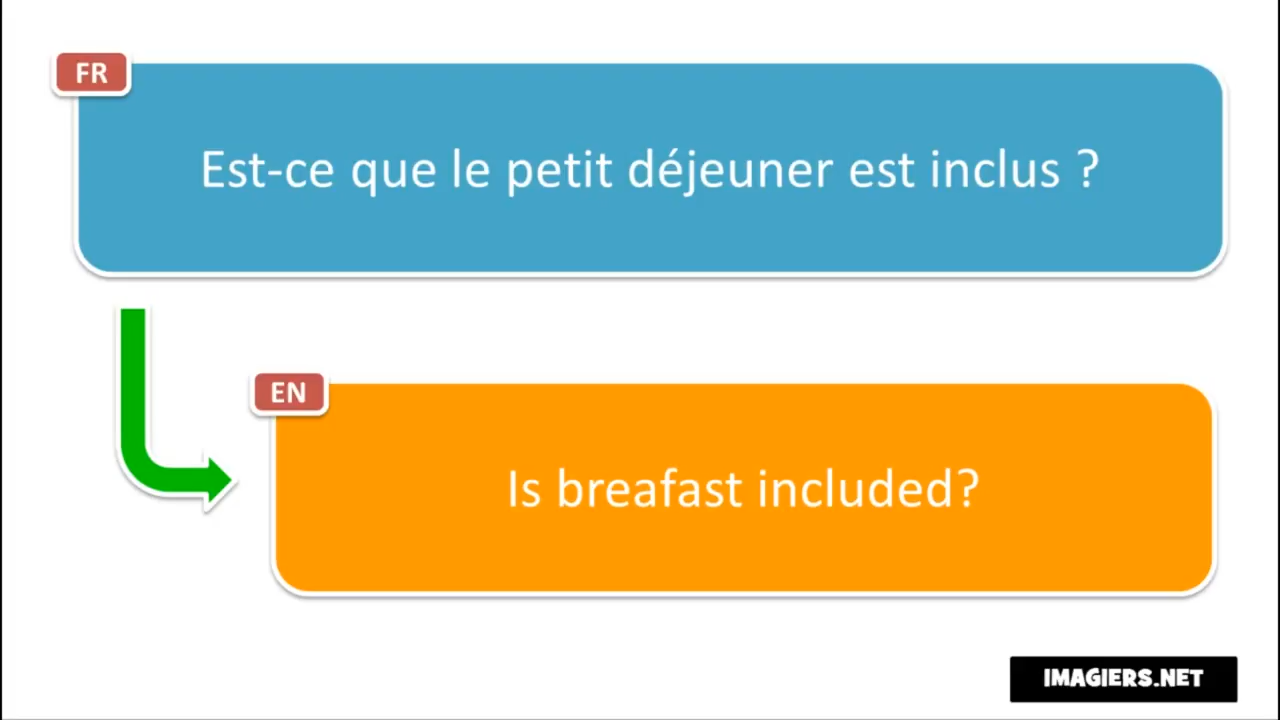 FR
Est-ce que le petit déjeuner est inclus ?
EN
Is breafast included?
IMAGIERS.NET